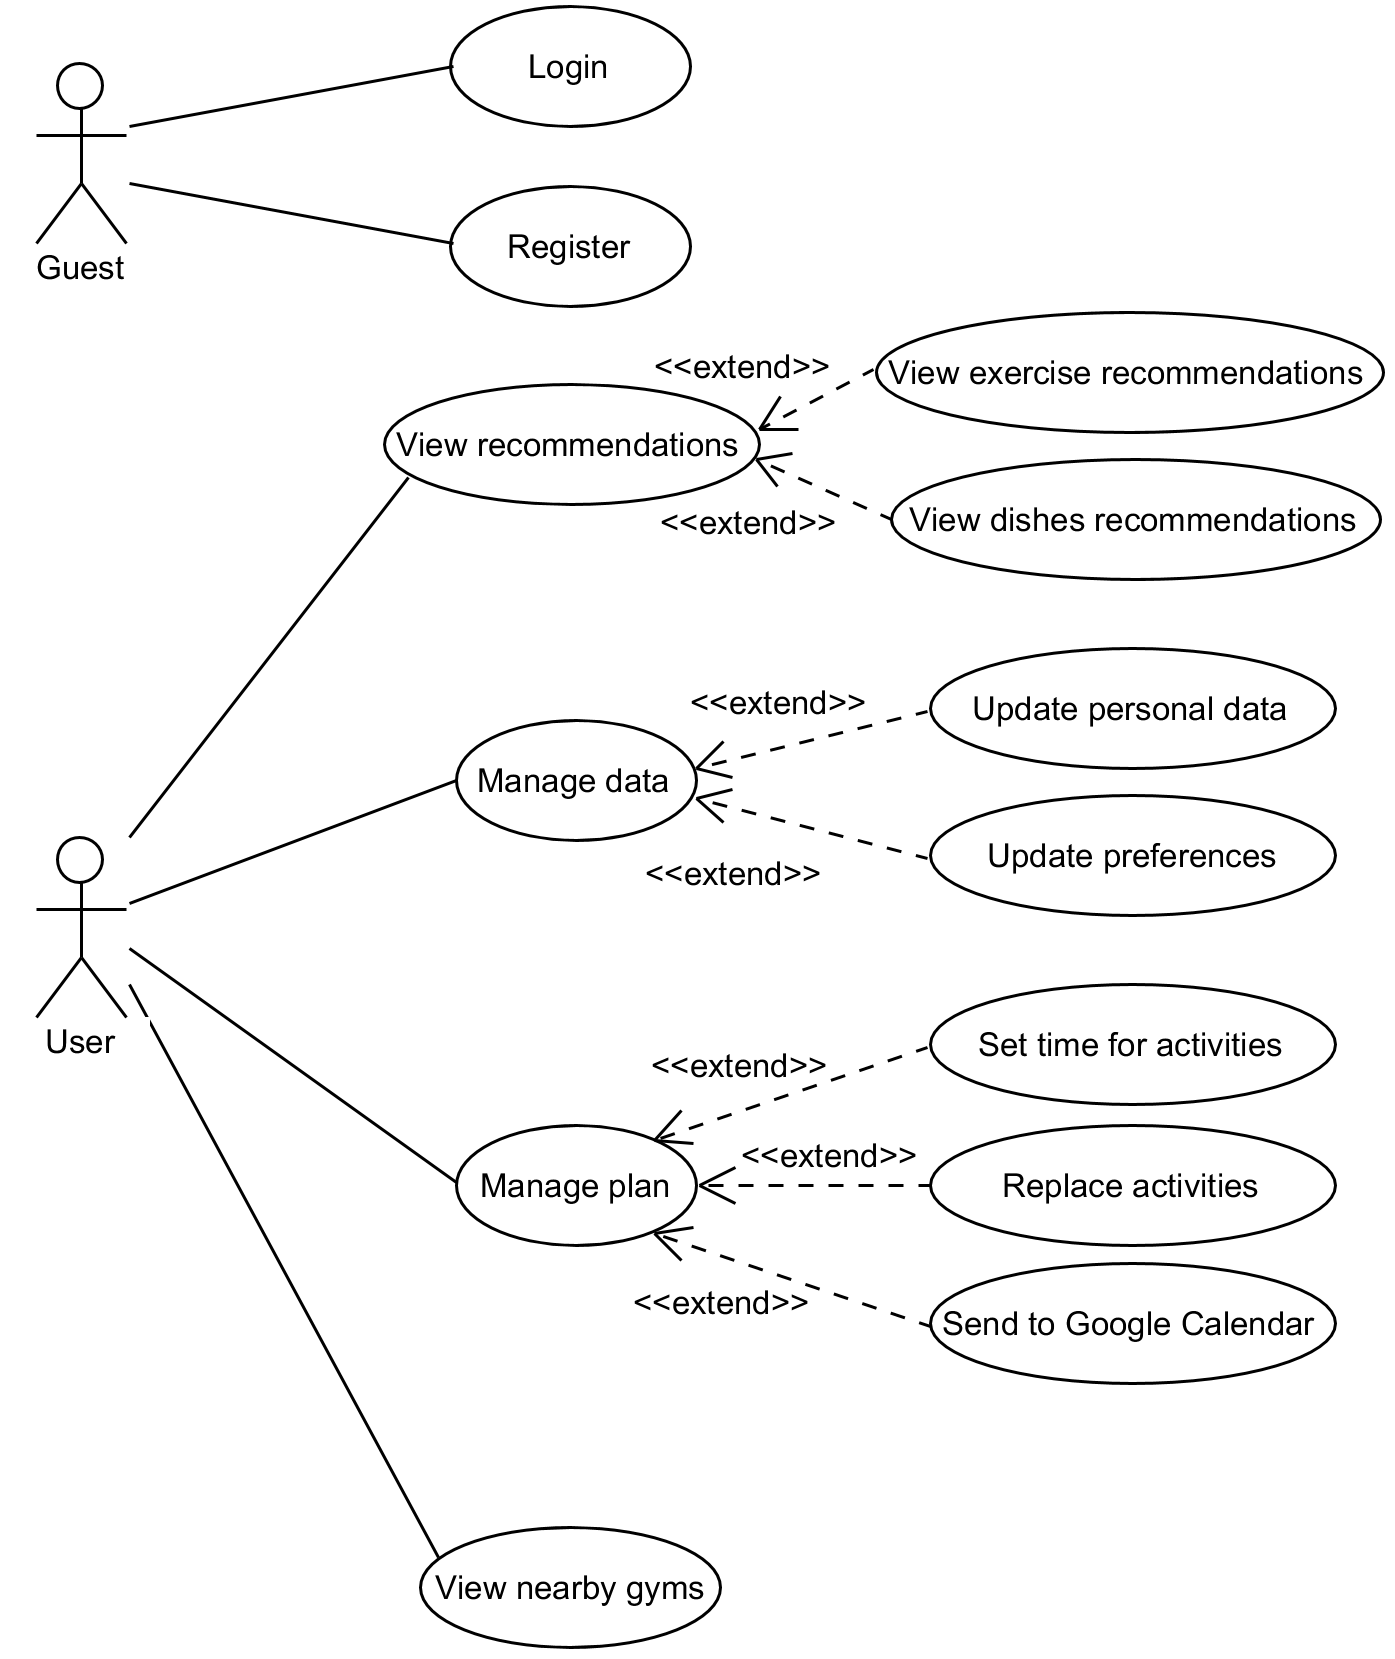 Login
Guest
Register
<<extend>>
View exercise recommendations
View recommendations
<<extend>>
View dishes recommendations
<<extend>>
Update personal data
Manage data
<<extend>>
Update preferences
User
<<extend>>
Set time for activities
<<extend>>
Manage plan
Replace activities
<<extend>>
Send to Google Calendar
View nearby gyms